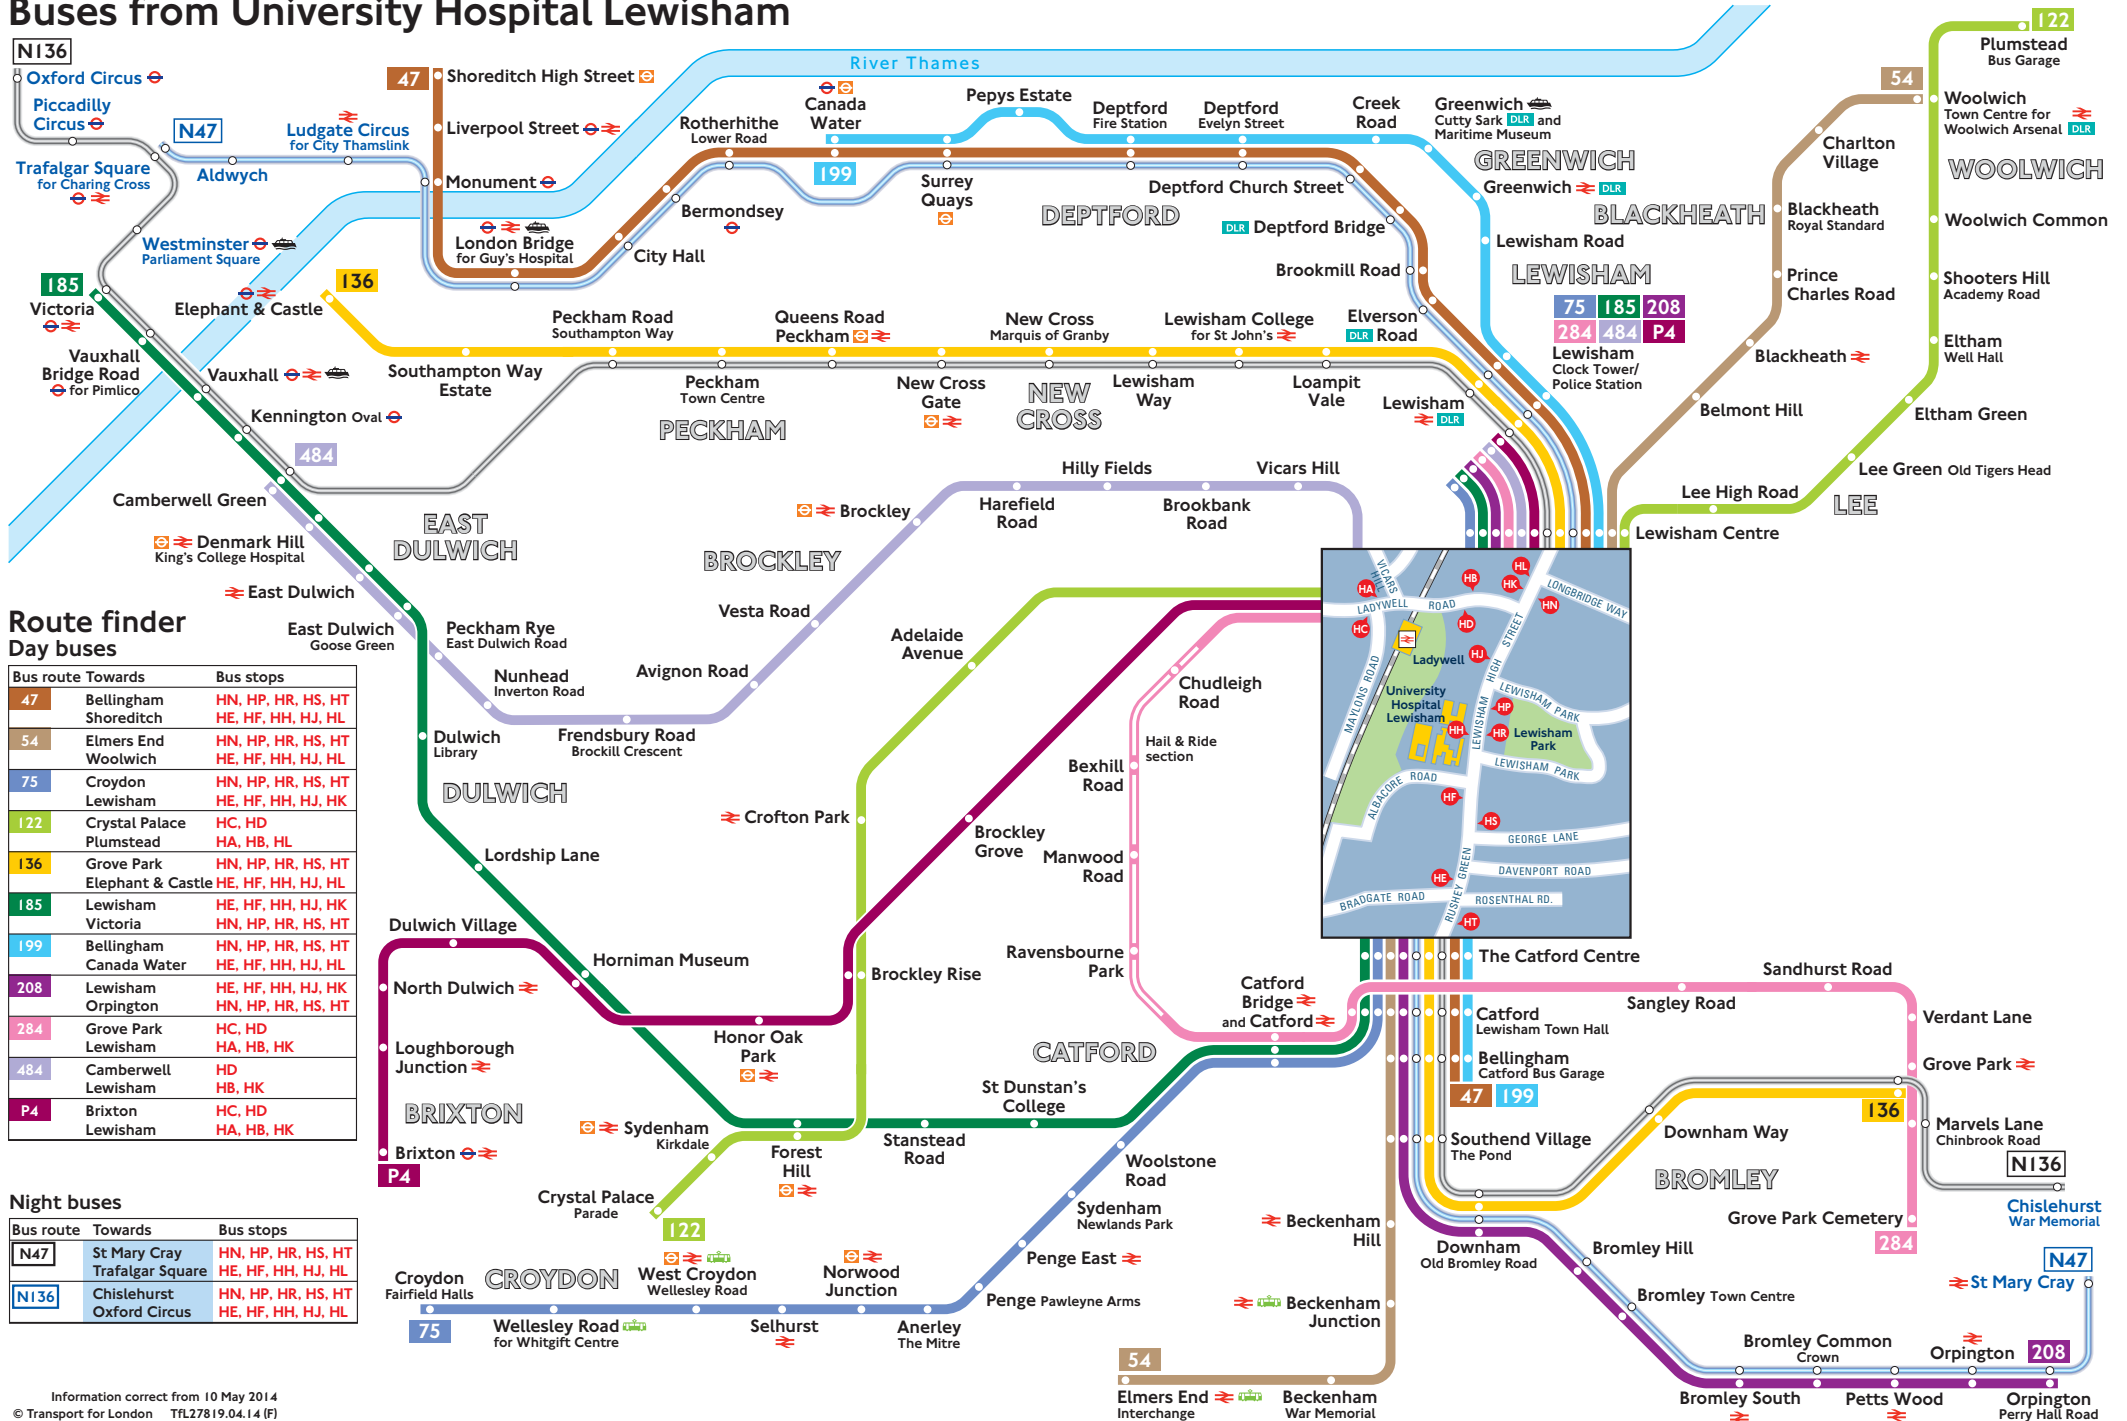 Buses from University Hospital Lewisham
N136
Oxford Circus
Piccadilly
Circus
Trafalgar Square
for Charing Cross
N47
Aldwych
Ludgate Circus
for City Thamslink
Westminster
Parliament Square
47
Shoreditch High Street
Liverpool Street
Monument
London Bridge
for Guy's Hospital
City Hall
Bermondsey
Rotherhithe
Lower Road
River Thames
Canada
Water
199
Surrey
Quays
Pepys Estate
Deptford
Fire Station
Deptford
Evelyn Street
Creek
Road
Greenwich
Cutty Sark DLR and
Maritime Museum
GREENWICH
Greenwich DLR
Deptford Church Street
DEPTFORD
DLR Deptford Bridge
Brookmill Road
Lewisham Road
LEWISHAM
75 185 208
284 484 P4
Lewisham
Clock Tower/
Police Station
Elverson
DLR Road
BLACKHEATH
54
Charlton
Village
Blackheath
Royal Standard
Prince
Charles Road
Blackheath
Belmont Hill
122
Plumstead
Bus Garage
Woolwich
Town Centre for
Woolwich Arsenal DLR
WOOLWICH
Woolwich Common
Shooters Hill
Academy Road
Eltham
Well Hall
Eltham Green
Lee Green Old Tigers Head
LEE
Lee High Road
Lewisham Centre
185
Victoria
Vauxhall
Bridge Road
for Pimlico
Elephant & Castle
136
Vauxhall
Kennington Oval
484
Southampton Way
Estate
Peckham Road
Southampton Way
Peckham
Town Centre
PECKHAM
Queens Road
Peckham
New Cross
Gate
New Cross
Marquis of Granby
NEW
CROSS
Lewisham
Way
Lewisham College
for St John's
Loampit
Vale
Lewisham
DLR
Camberwell Green
Denmark Hill
King's College Hospital
East Dulwich
East Dulwich
Goose Green
EAST
DULWICH
Peckham Rye
East Dulwich Road
Nunhead
Inverton Road
Frendsbury Road
Brockill Crescent
Avignon Road
Vesta Road
BROCKLEY
Brockley
Harefield
Road
Hilly Fields
Brookbank
Road
Vicars Hill
Dulwich
Library
DULWICH
Lordship Lane
Adelaide
Avenue
Crofton Park
Brockley
Grove
Chudleigh
Road
Hail & Ride
section
Bexhill
Road
Manwood
Road
Ravensbourne
Park
Catford
Bridge
and Catford
CATFORD
Dulwich Village
North Dulwich
Loughborough
Junction
BRIXTON
Brixton
P4
Horniman Museum
Honor Oak
Park
Brockley Rise
Sydenham
Kirkdale
Crystal Palace
Parade
122
Forest
Hill
Stanstead
Road
St Dunstan's
College
Woolstone
Road
Sydenham
Newlands Park
Penge East
Penge Pawleyne Arms
Anerley
The Mitre
Norwood
Junction
Selhurst
West Croydon
Wellesley Road
Wellesley Road
for Whitgift Centre
CROYDON
Croydon
Fairfield Halls
75
VICARS
HILL
LADYWELL ROAD
LONGBRIDGE WAY
HA
HB
HC
HD
HK
HL
HN
HJ
HP
HR
HH
HF
HS
HE
HT
Ladywell
University
Hospital
Lewisham
MAYLONS ROAD
LEWISHAM HIGH STREET
LEWISHAM PARK
Lewisham
Park
LEWISHAM PARK
ALBACORE ROAD
GEORGE LANE
DAVENPORT ROAD
BRADGATE ROAD
ROSENTHAL RD.
RUSHEY GREEN
The Catford Centre
Catford
Lewisham Town Hall
Bellingham
Catford Bus Garage
47 199
Sangley Road
Sandhurst Road
Verdant Lane
Grove Park
136
Marvels Lane
Chinbrook Road
N136
Chislehurst
War Memorial
Downham Way
Southend Village
The Pond
BROMLEY
Grove Park Cemetery
284
Downham
Old Bromley Road
Bromley Hill
Bromley Town Centre
Bromley South
Bromley Common
Crown
Petts Wood
Orpington
208
Orpington
Perry Hall Road
N47
St Mary Cray
Beckenham
Hill
Beckenham
Junction
54
Elmers End
Interchange
Beckenham
War Memorial
Route finder
Day buses
Bus route Towards Bus stops
47 Bellingham HN, HP, HR, HS, HT
Shoreditch HE, HF, HH, HJ, HL
54 Elmers End HN, HP, HR, HS, HT
Woolwich HE, HF, HH, HJ, HL
75 Croydon HN, HP, HR, HS, HT
Lewisham HE, HF, HH, HJ, HK
122 Crystal Palace HC, HD
Plumstead HA, HB, HL
136 Grove Park HN, HP, HR, HS, HT
Elephant & Castle HE, HF, HH, HJ, HL
185 Lewisham HE, HF, HH, HJ, HK
Victoria HN, HP, HR, HS, HT
199 Bellingham HN, HP, HR, HS, HT
Canada Water HE, HF, HH, HJ, HL
208 Lewisham HE, HF, HH, HJ, HK
Orpington HN, HP, HR, HS, HT
284 Grove Park HC, HD
Lewisham HA, HB, HK
484 Camberwell HD
Lewisham HB, HK
P4 Brixton HC, HD
Lewisham HA, HB, HK
Night buses
Bus route Towards Bus stops
N47 St Mary Cray HN, HP, HR, HS, HT
Trafalgar Square HE, HF, HH, HJ, HL
N136 Chislehurst HN, HP, HR, HS, HT
Oxford Circus HE, HF, HH, HJ, HL
Information correct from 10 May 2014
© Transport for London TfL27819.04.14 (F)